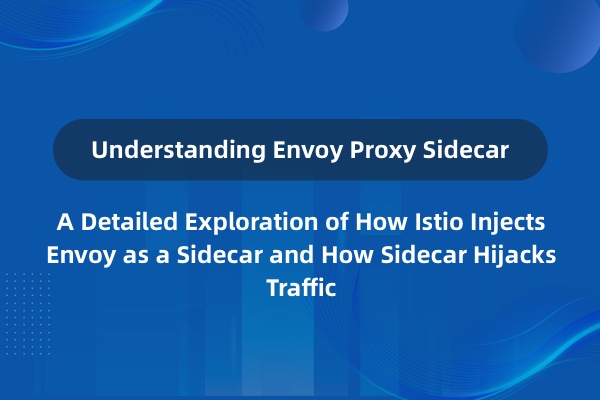 Understanding Envoy Proxy Sidecar
A Detailed Exploration of How Istio Injects
Envoy as a Sidecar and How Sidecar Hijacks
Traffic